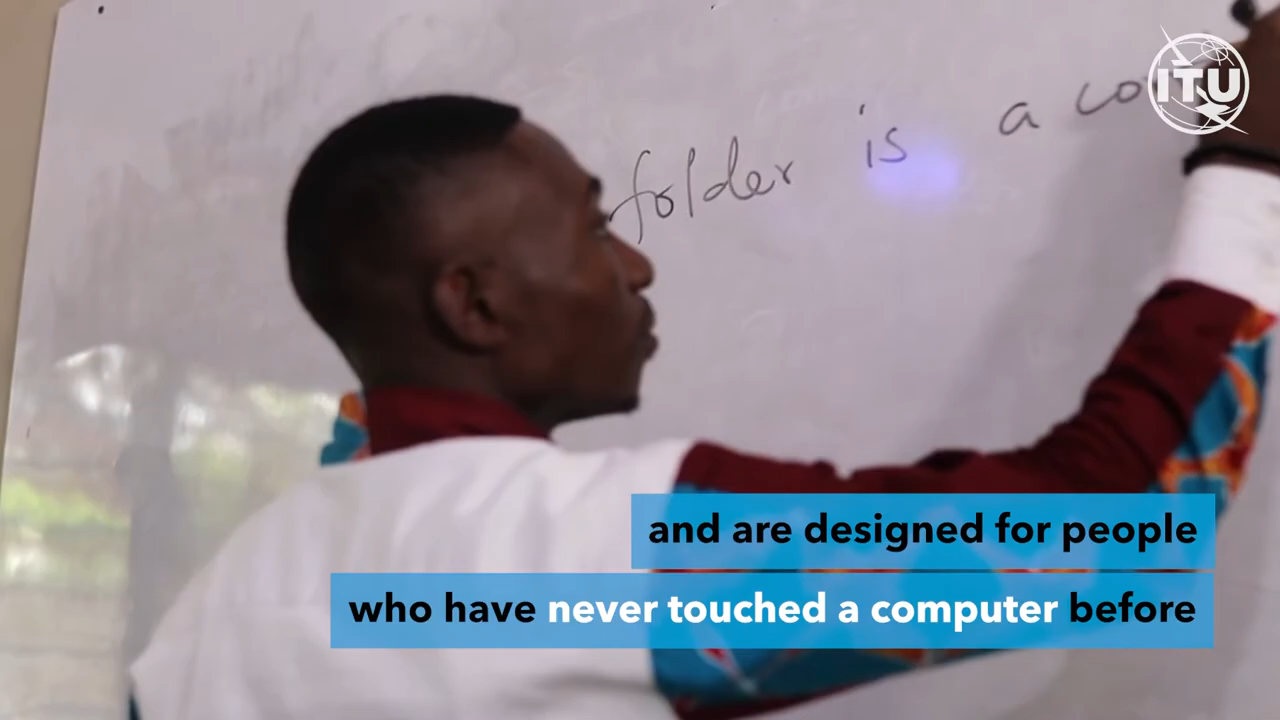 ITU
folder is a
and are designed for people
who have never touched a computer before